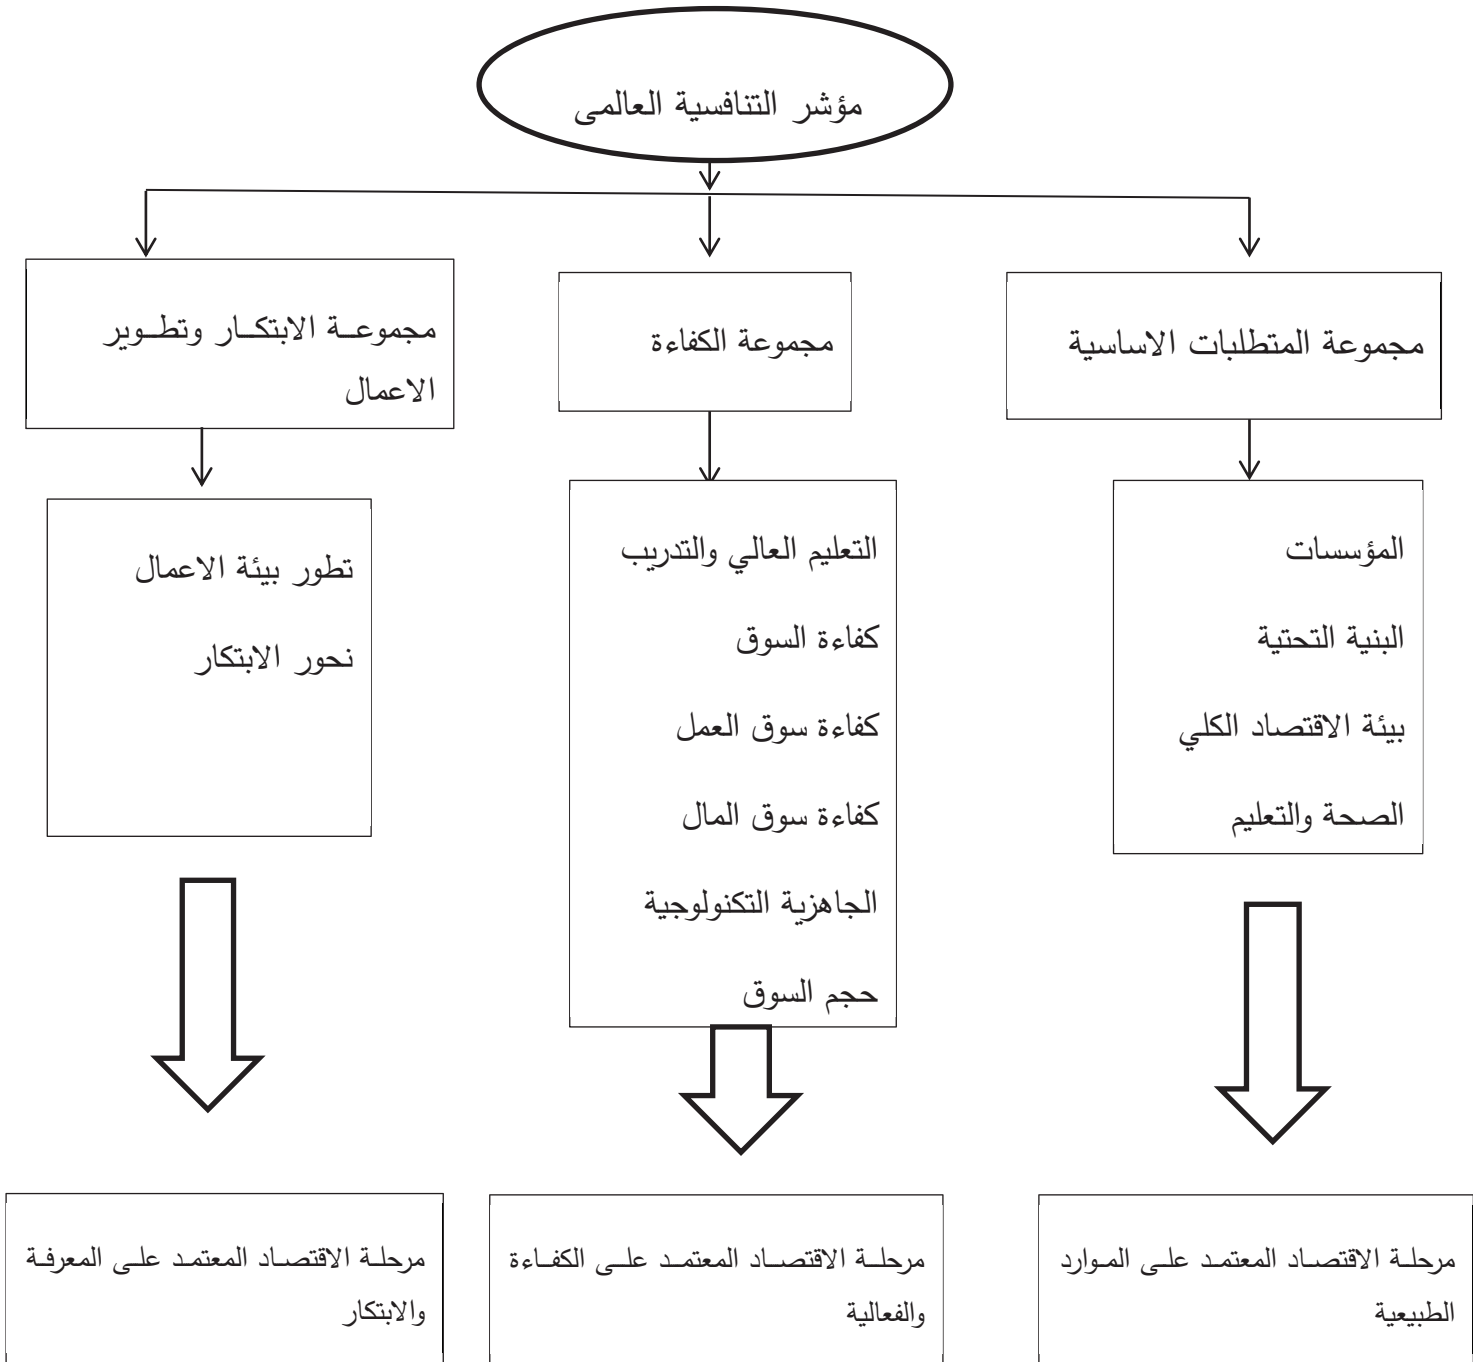 مؤشر التنافسية العالمى
مجموعة المتطلبات الاساسية
مجموعة الكفاءة
مجموعة الابتكار وتطوير
الاعمال
المؤسسات
البنية التحتية
بيئة الاقتصاد الكلي
الصحة والتعليم
التعليم العالي والتدريب
كفاءة السوق
كفاءة سوق العمل
كفاءة سوق المال
الجاهزية التكنولوجية
حجم السوق
تطور بيئة الاعمال
نحور الابتكار
مرحلة الاقتصاد المعتمد على الموارد
الطبيعية
مرحلة الاقتصاد المعتمد على الكفاءة
والفعالية
مرحلة الاقتصاد المعتمد على المعرفة
والابتكار